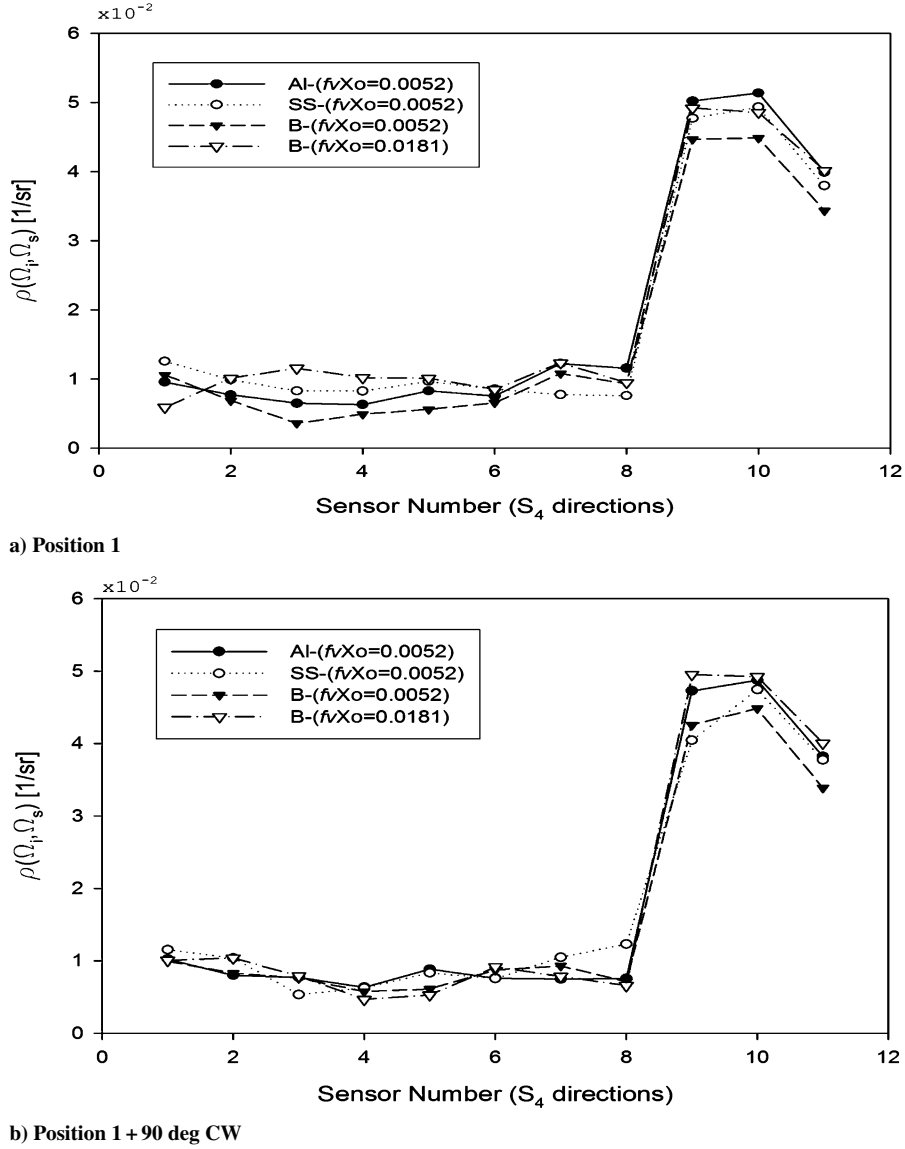 x10⁻²
6
5
4
3
2
1
0
ρ(Ωᵢ,Ωₛ) [1/sr]
Al-(fvXo=0.0052)
SS-(fvXo=0.0052)
B-(fvXo=0.0052)
B-(fvXo=0.0181)
0 2 4 6 8 10 12
Sensor Number (S₄ directions)
a) Position 1
x10⁻²
6
5
4
3
2
1
0
ρ(Ωᵢ,Ωₛ) [1/sr]
Al-(fvXo=0.0052)
SS-(fvXo=0.0052)
B-(fvXo=0.0052)
B-(fvXo=0.0181)
0 2 4 6 8 10 12
Sensor Number (S₄ directions)
b) Position 1 + 90 deg CW